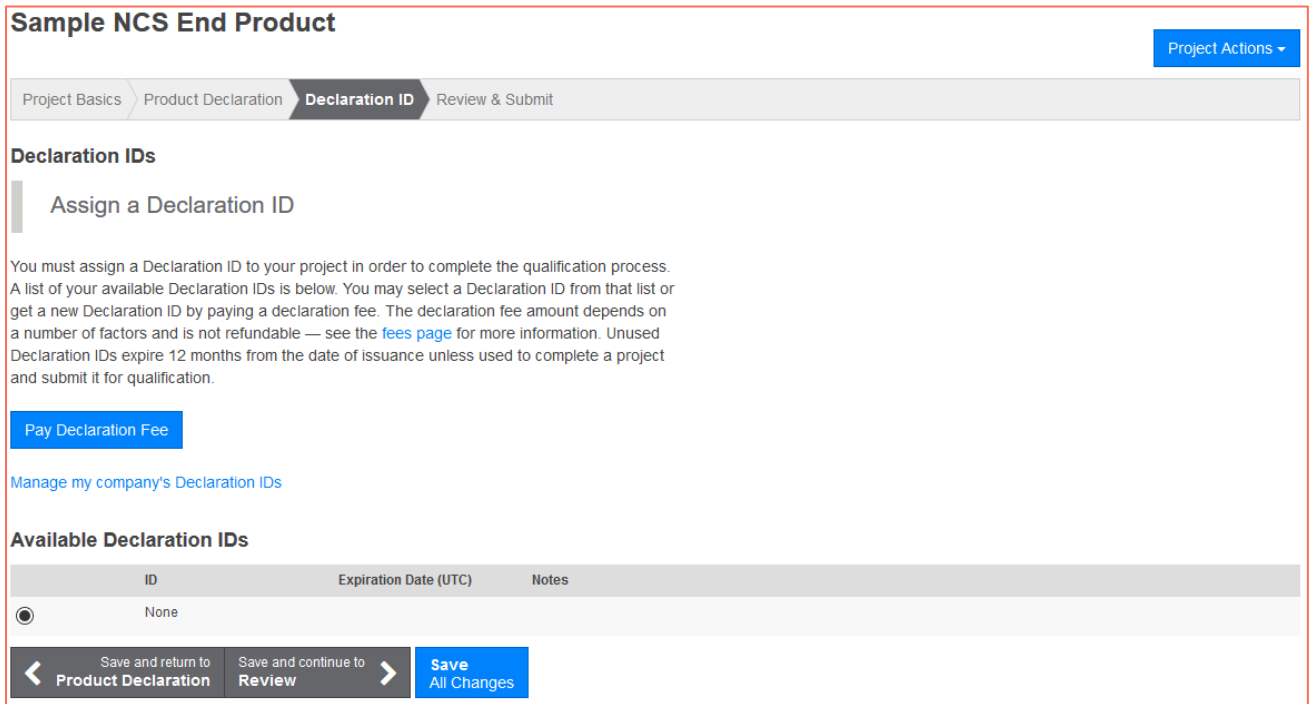 Sample NCS End Product
Project Actions
Project Basics Product Declaration Declaration ID Review & Submit
Declaration IDs
Assign a Declaration ID
You must assign a Declaration ID to your project in order to complete the qualification process.
A list of your available Declaration IDs is below. You may select a Declaration ID from that list or
get a new Declaration ID by paying a declaration fee. The declaration fee amount depends on
a number of factors and is not refundable — see the fees page for more information. Unused
Declaration IDs expire 12 months from the date of issuance unless used to complete a project
and submit it for qualification.
Pay Declaration Fee
Manage my company's Declaration IDs
Available Declaration IDs
ID Expiration Date (UTC) Notes
None
Save and return to
Product Declaration
Save and continue to
Review
Save
All Changes